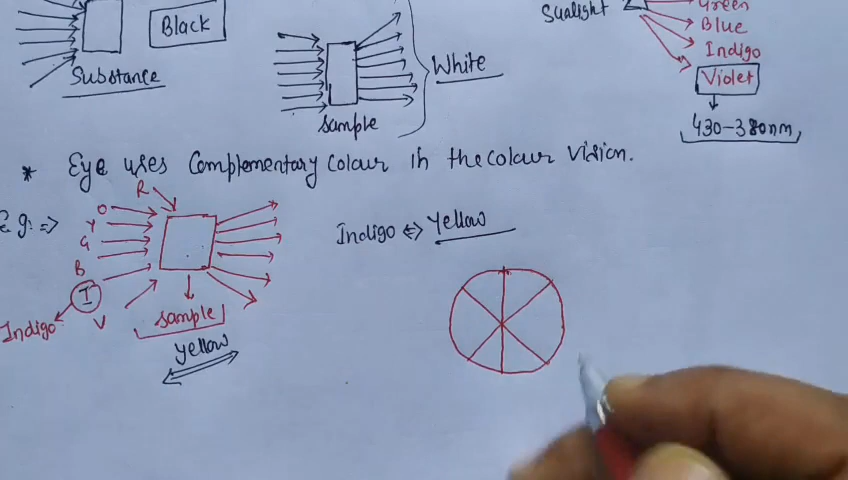 Black
Substance
sample
White
Sualight
Green
Blue
Indigo
Violet
430-380nm
* Eye uses Complementary Colour in the colour Vision.
E.g. =>
R
O
Y
G
B
I
V
Indigo
sample
yellow
Indigo <=> Yellow